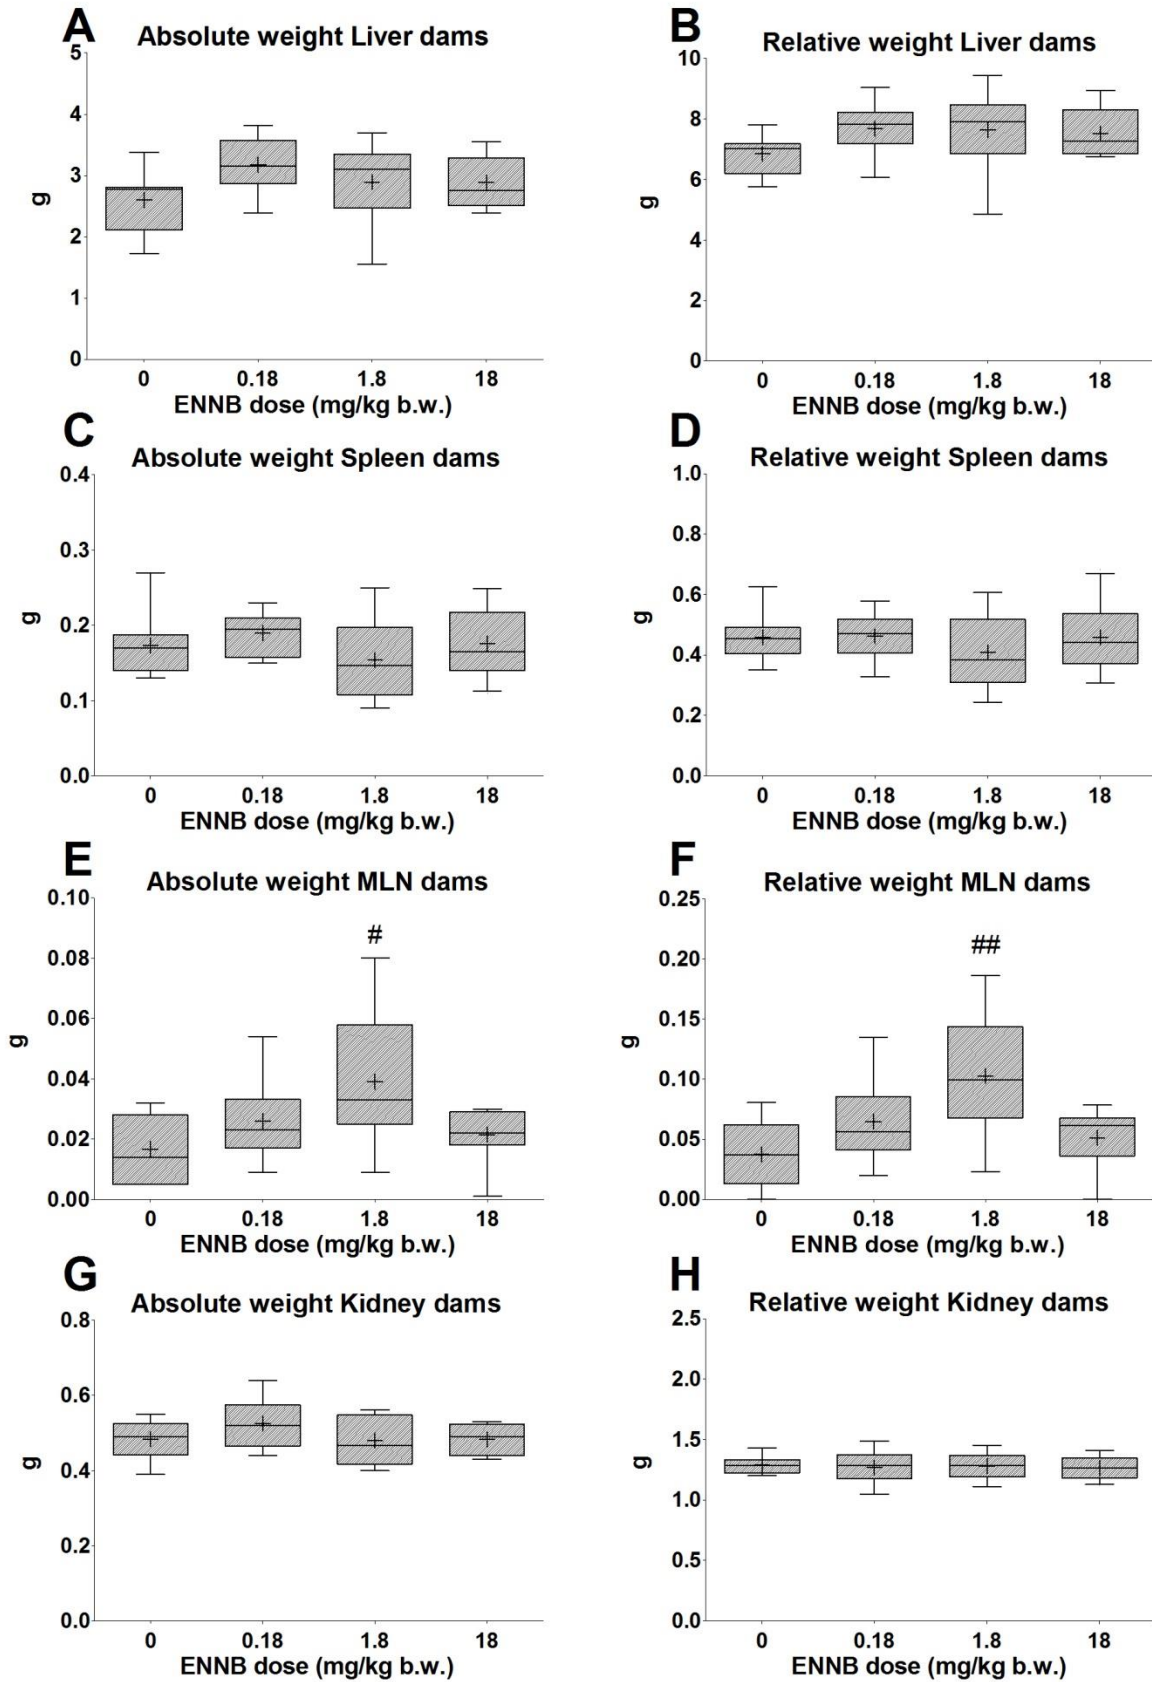 A
Absolute weight Liver dams
5
4
3
2
1
0
g
0 0.18 1.8 18
ENNB dose (mg/kg b.w.)
B
Relative weight Liver dams
10
8
6
4
2
0
g
0 0.18 1.8 18
ENNB dose (mg/kg b.w.)
C
Absolute weight Spleen dams
0.4
0.3
0.2
0.1
0.0
g
0 0.18 1.8 18
ENNB dose (mg/kg b.w.)
D
Relative weight Spleen dams
1.0
0.8
0.6
0.4
0.2
0.0
g
0 0.18 1.8 18
ENNB dose (mg/kg b.w.)
E
Absolute weight MLN dams
0.10
0.08
0.06
0.04
0.02
0.00
g
#
0 0.18 1.8 18
ENNB dose (mg/kg b.w.)
F
Relative weight MLN dams
0.25
0.20
0.15
0.10
0.05
0.00
g
##
0 0.18 1.8 18
ENNB dose (mg/kg b.w.)
G
Absolute weight Kidney dams
0.8
0.6
0.4
0.2
0.0
g
0 0.18 1.8 18
ENNB dose (mg/kg b.w.)
H
Relative weight Kidney dams
2.5
2.0
1.5
1.0
0.5
0.0
g
0 0.18 1.8 18
ENNB dose (mg/kg b.w.)